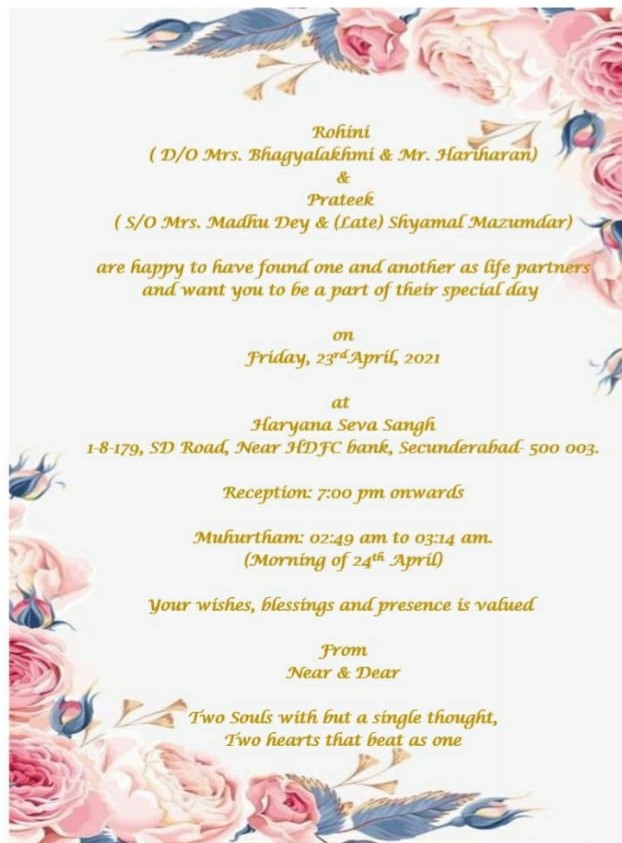 Rohini
( D/O Mrs. Bhagyalakhmi & Mr. Hariharan)
&
Prateek
( S/O Mrs. Madhu Dey & (Late) Shyamal Mazumdar)
are happy to have found one and another as life partners
and want you to be a part of their special day
on
Friday, 23rd April, 2021
at
Haryana Seva Sangh
1-8-179, SD Road, Near HDFC bank, Secunderabad- 500 003.
Reception: 7:00 pm onwards
Muhurtham: 02:49 am to 03:14 am.
(Morning of 24th April)
Your wishes, blessings and presence is valued
From
Near & Dear
Two Souls with but a single thought,
Two hearts that beat as one